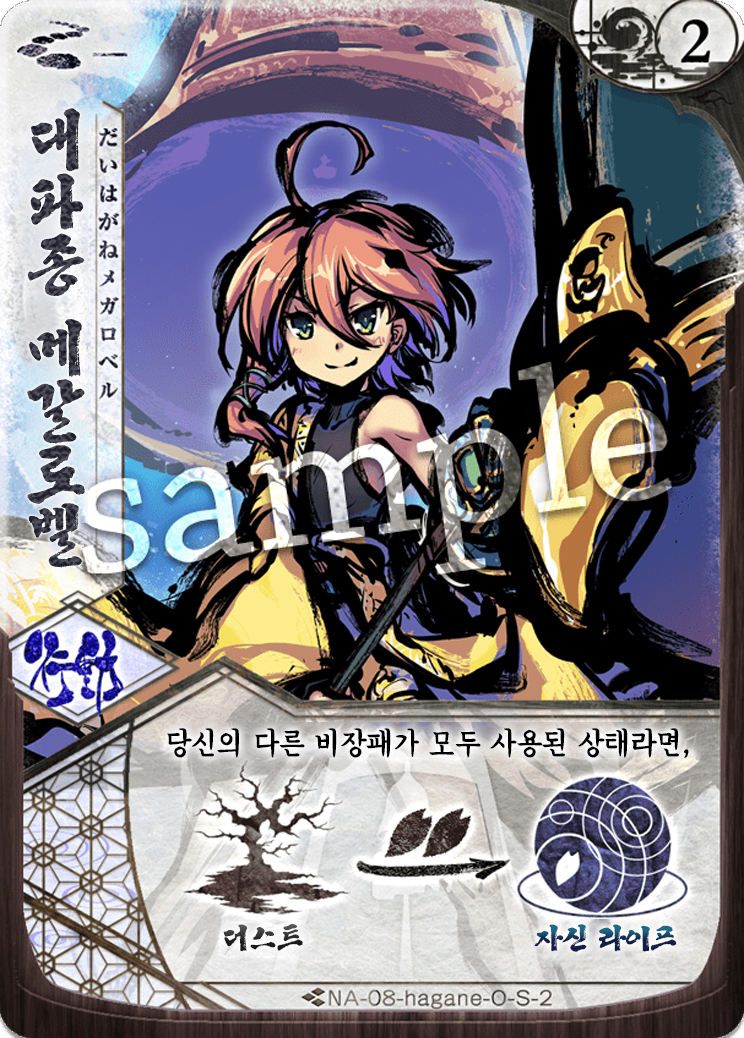 2
대파종 메갈로벨
だいはがねメガロベル
sample
行動
당신의 다른 비장패가 모두 사용된 상태라면,
더스트
자신 라이프
NA-08-hagane-O-S-2